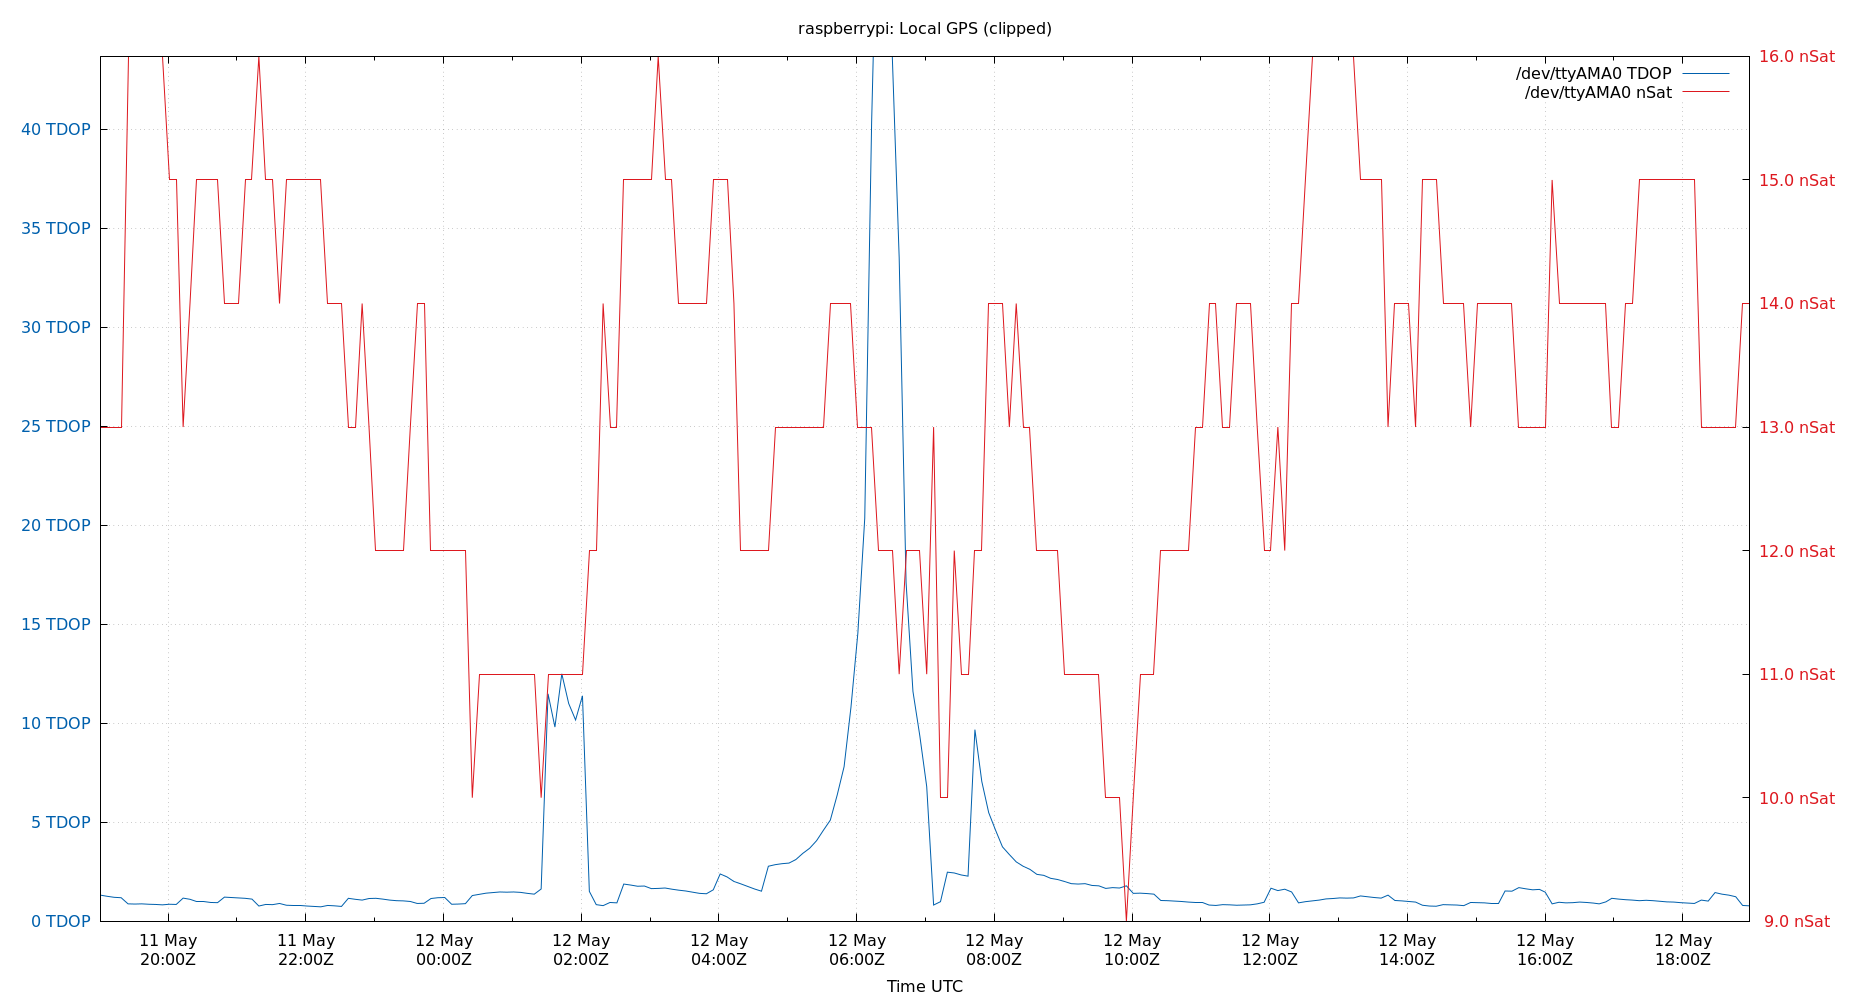 raspberrypi: Local GPS (clipped)
/dev/ttyAMA0 TDOP
/dev/ttyAMA0 nSat
40 TDOP
35 TDOP
30 TDOP
25 TDOP
20 TDOP
15 TDOP
10 TDOP
5 TDOP
0 TDOP
16.0 nSat
15.0 nSat
14.0 nSat
13.0 nSat
12.0 nSat
11.0 nSat
10.0 nSat
9.0 nSat
11 May
20:00Z
11 May
22:00Z
12 May
00:00Z
12 May
02:00Z
12 May
04:00Z
12 May
06:00Z
12 May
08:00Z
12 May
10:00Z
12 May
12:00Z
12 May
14:00Z
12 May
16:00Z
12 May
18:00Z
Time UTC